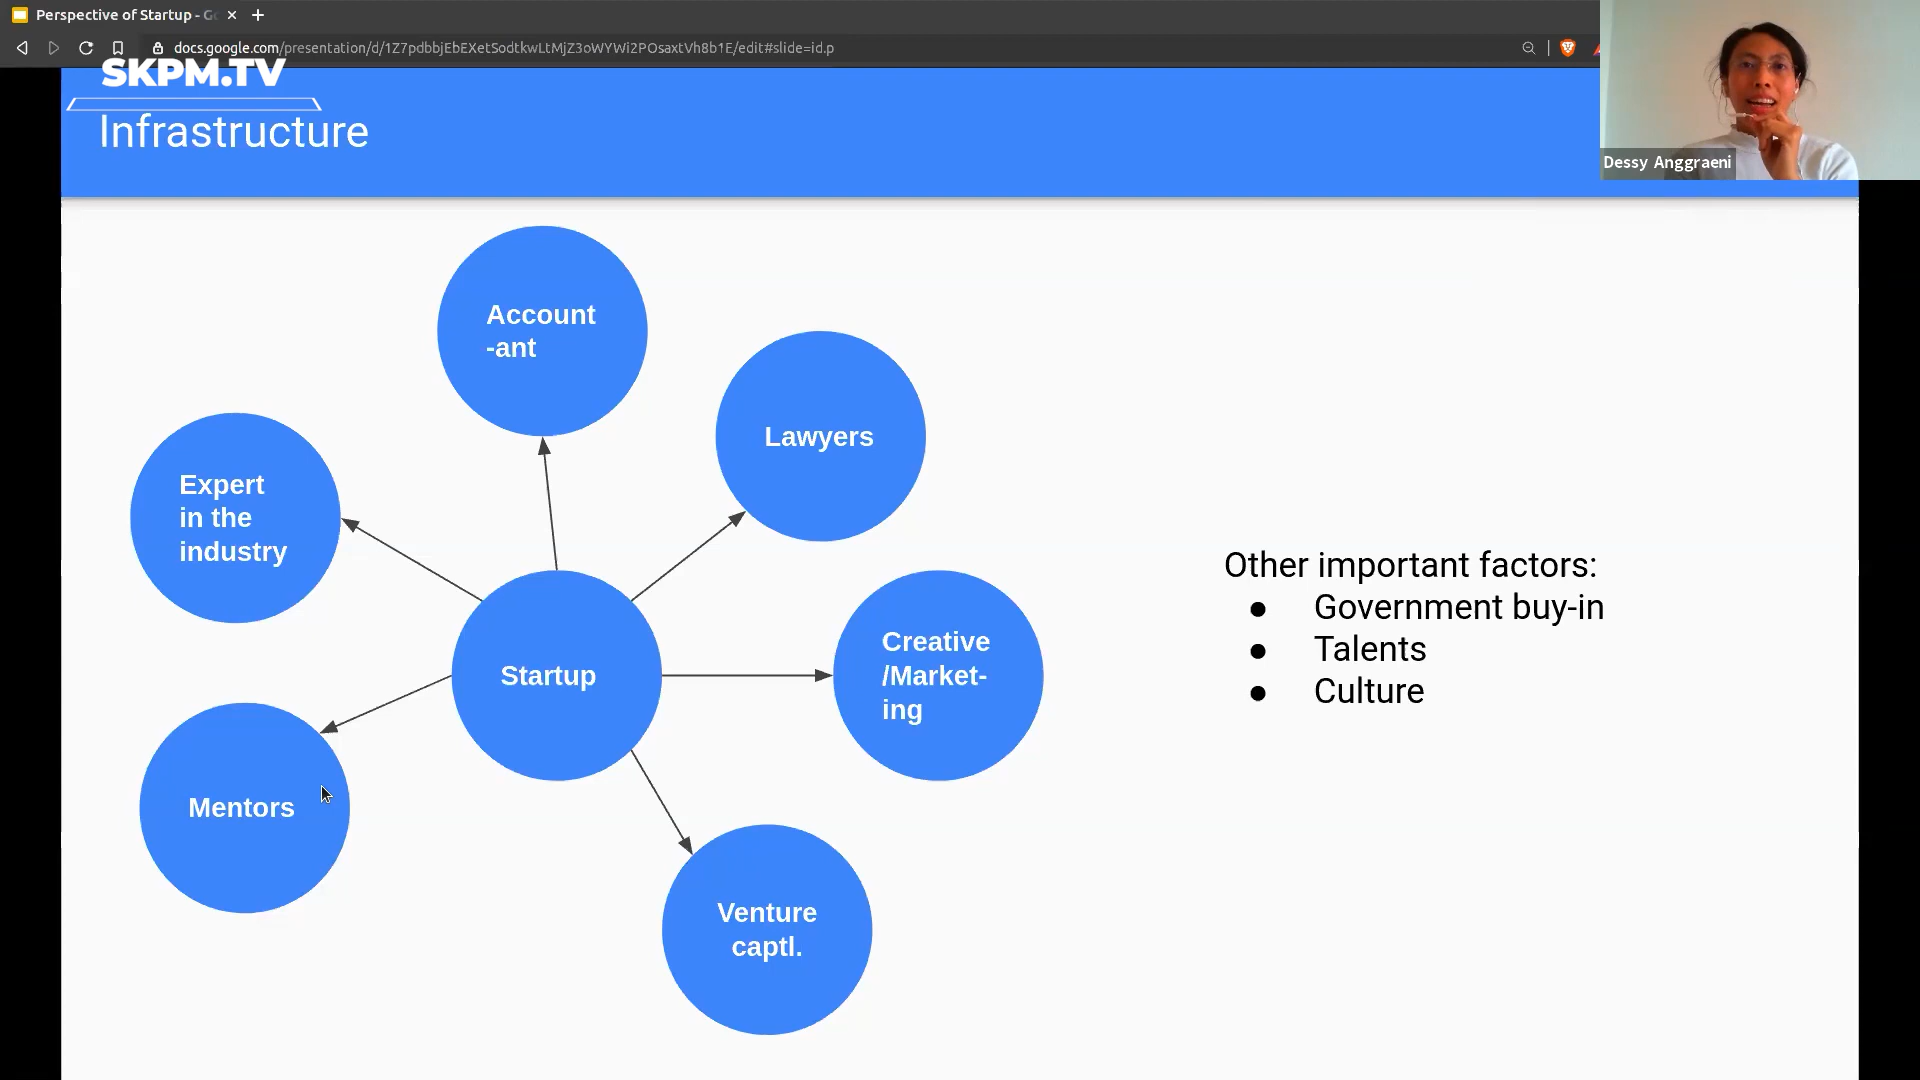 Perspective of Startup - G
docs.google.com/presentation/d/1Z7pdbbjEbEXetSodtkwLtMjZ3oWYWi2POsaxtVh8b1E/edit#slide=id.p
SKPM.TV
Infrastructure
Dessy Anggraeni
Account
-ant
Lawyers
Expert
in the
industry
Startup
Creative
/Market-
ing
Mentors
Venture
captl.
Other important factors:
● Government buy-in
● Talents
● Culture